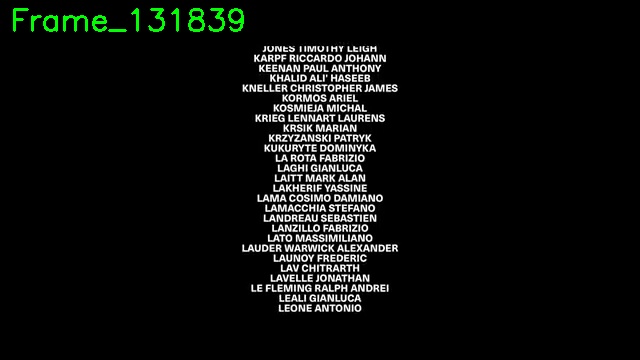 Frame_131839
JONES TIMOTHY LEIGH
KARPF RICCARDO JOHANN
KEENAN PAUL ANTHONY
KHALID ALI' HASEEB
KNELLER CHRISTOPHER JAMES
KORMOS ARIEL
KOSMIEJA MICHAL
KRIEG LENNART LAURENS
KRSIK MARIAN
KRZYZANSKI PATRYK
KUKURYTE DOMINYKA
LA ROTA FABRIZIO
LAGHI GIANLUCA
LAITT MARK ALAN
LAKHERIF YASSINE
LAMA COSIMO DAMIANO
LAMACCHIA STEFANO
LANDREAU SEBASTIEN
LANZILLO FABRIZIO
LATO MASSIMILIANO
LAUDER WARWICK ALEXANDER
LAUNOY FREDERIC
LAV CHITRARTH
LAVELLE JONATHAN
LE FLEMING RALPH ANDREI
LEALI GIANLUCA
LEONE ANTONIO